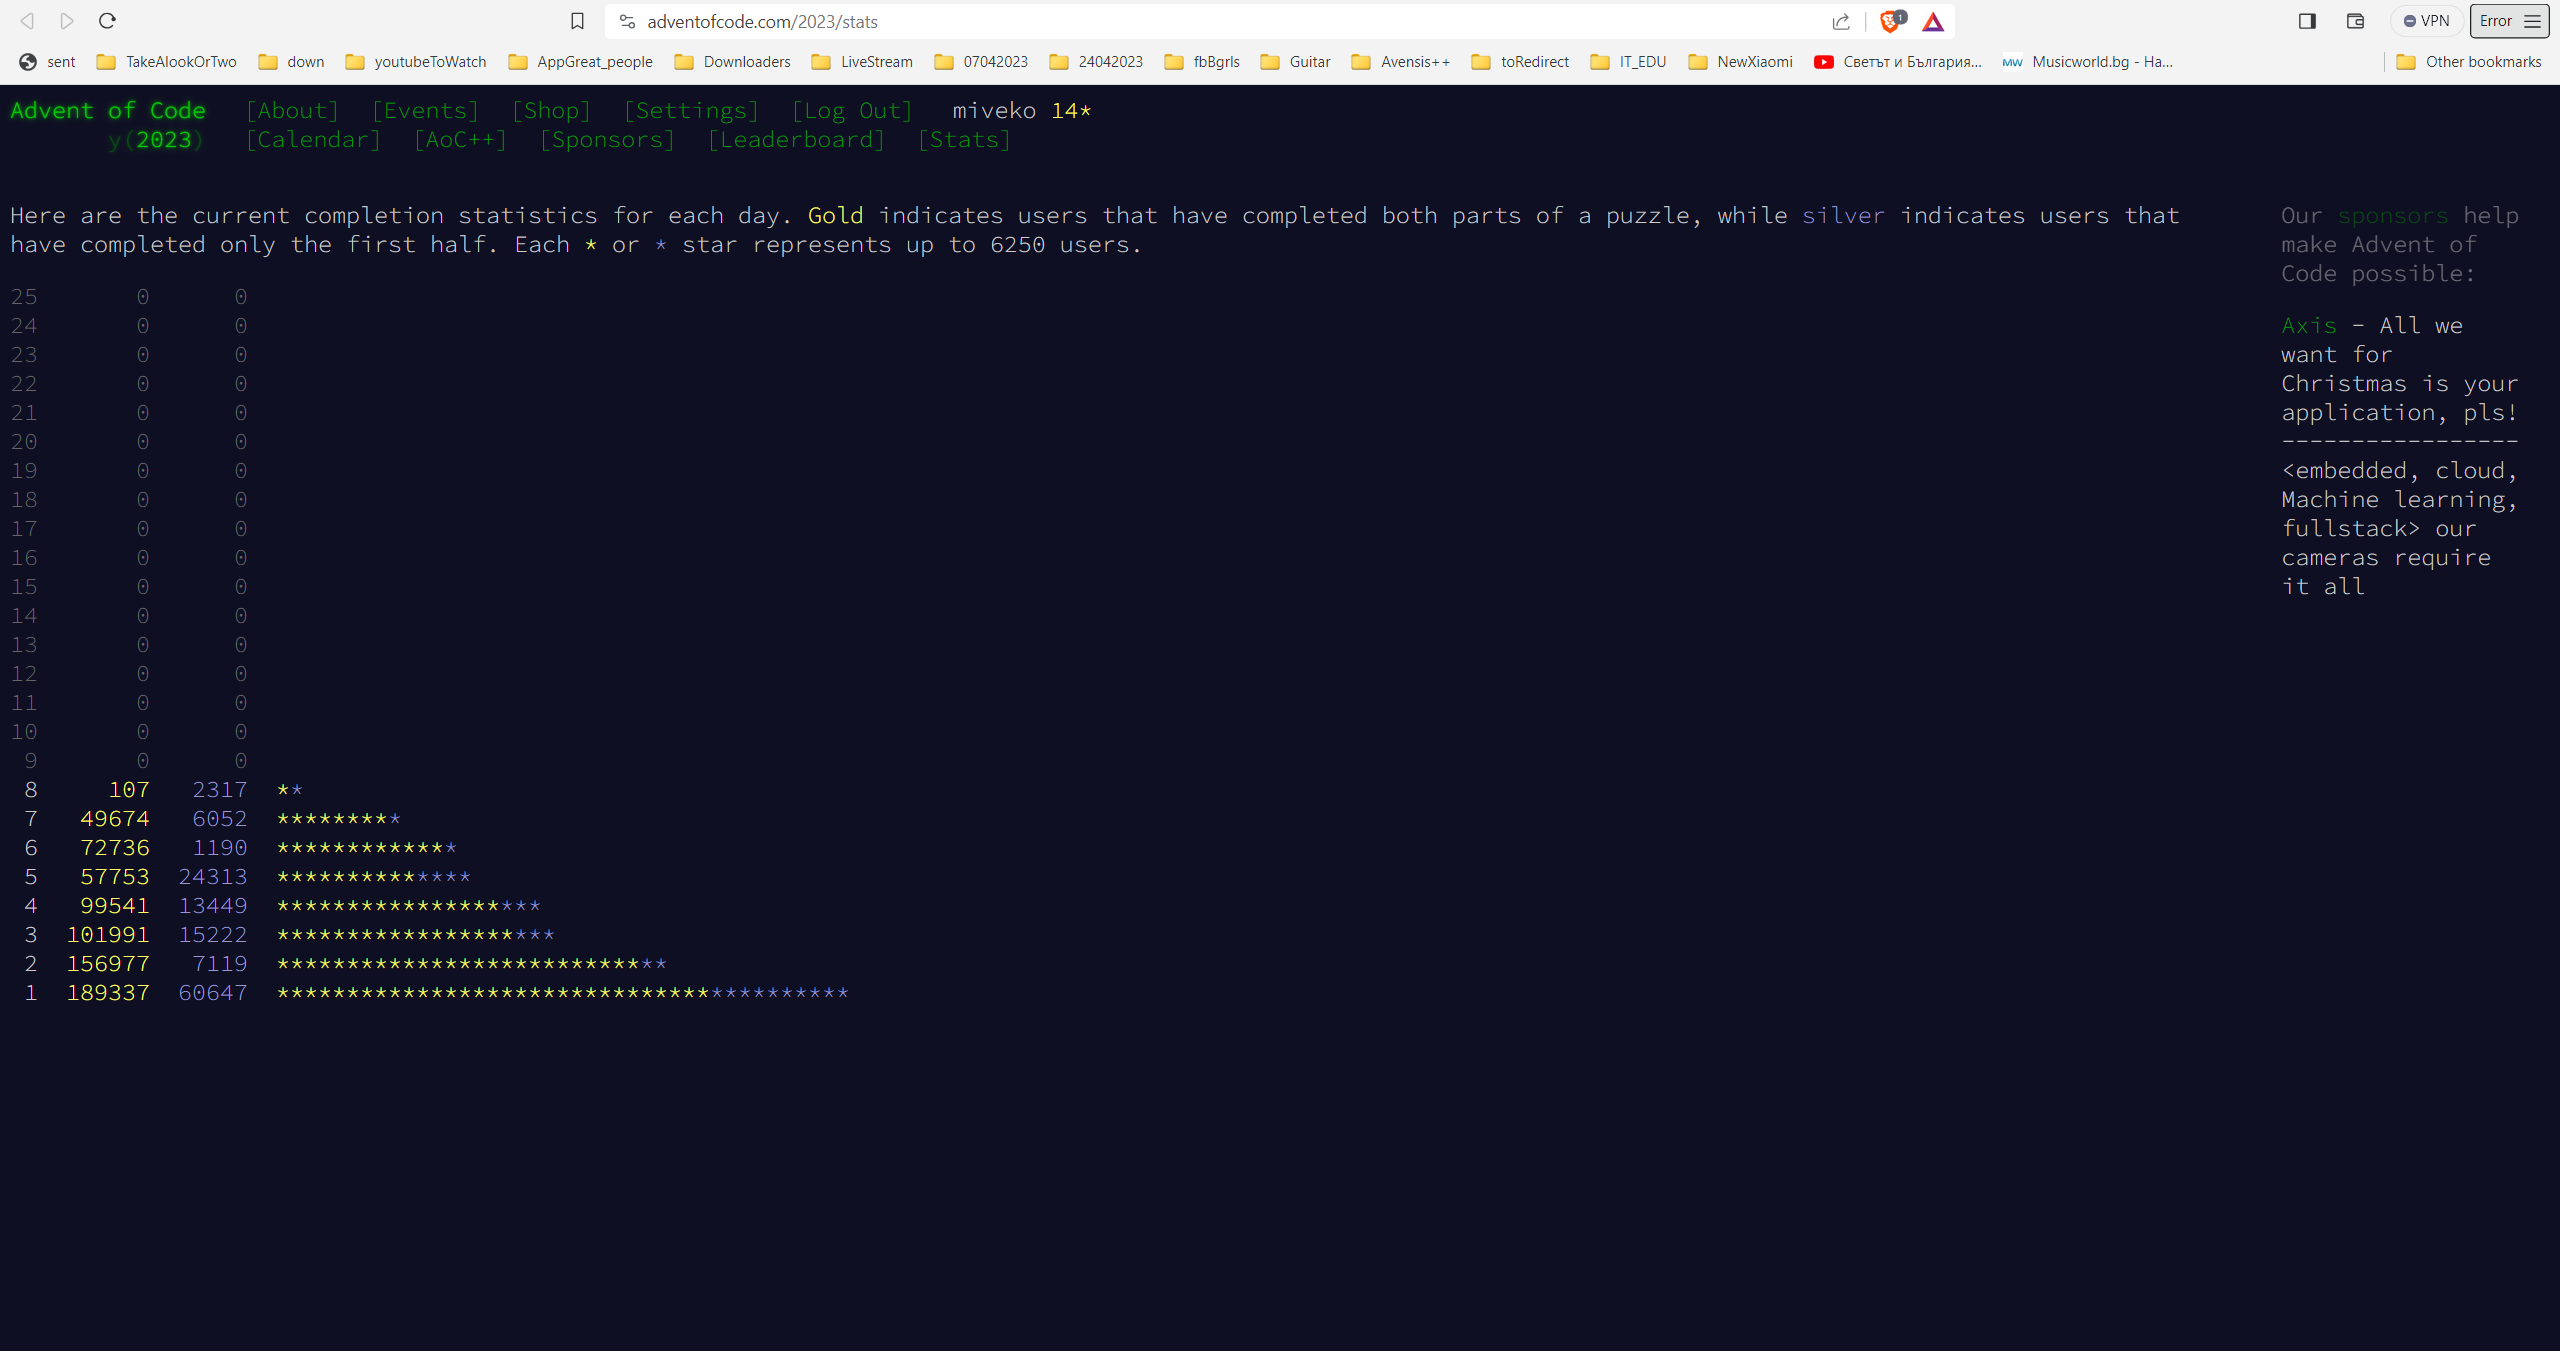 adventofcode.com/2023/stats
1
VPN
Error
sent TakeAlookOrTwo down youtubeToWatch AppGreat_people Downloaders LiveStream 07042023 24042023 fbBgrls Guitar Avensis++ toRedirect IT_EDU NewXiaomi Светът и България... MW Musicworld.bg - На... Other bookmarks
Advent of Code [About] [Events] [Shop] [Settings] [Log Out] miveko 14*
y(2023) [Calendar] [AoC++] [Sponsors] [Leaderboard] [Stats]
Here are the current completion statistics for each day. Gold indicates users that have completed both parts of a puzzle, while silver indicates users that
have completed only the first half. Each * or * star represents up to 6250 users.
25 0 0
24 0 0
23 0 0
22 0 0
21 0 0
20 0 0
19 0 0
18 0 0
17 0 0
16 0 0
15 0 0
14 0 0
13 0 0
12 0 0
11 0 0
10 0 0
9 0 0
8 107 2317 **
7 49674 6052 *********
6 72736 1190 *************
5 57753 24313 **************
4 99541 13449 *******************
3 101991 15222 ********************
2 156977 7119 ****************************
1 189337 60647 *****************************************
Our sponsors help
make Advent of
Code possible:
Axis - All we
want for
Christmas is your
application, pls!
-----------------
<embedded, cloud,
Machine learning,
fullstack> our
cameras require
it all